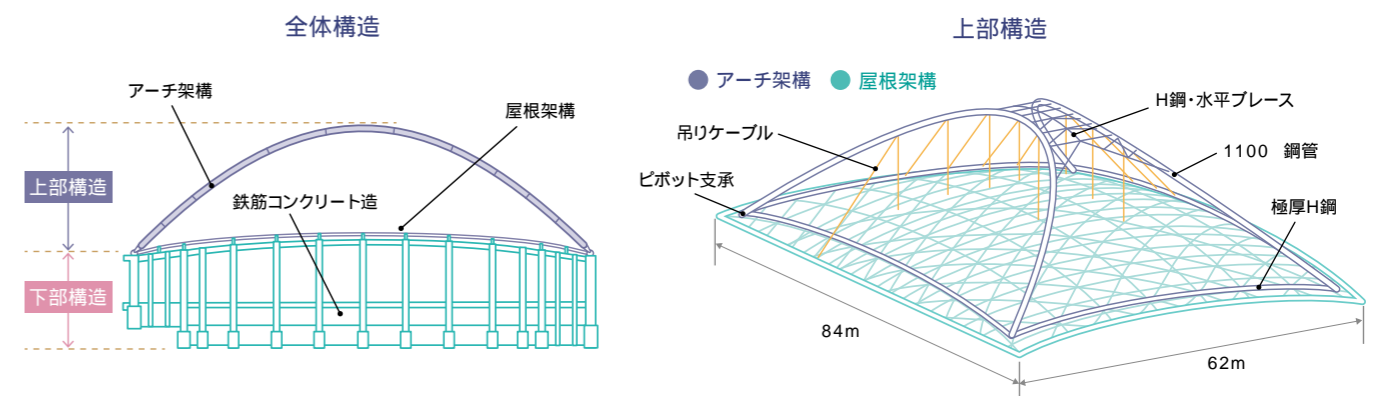 全体構造
アーチ架構
屋根架構
上部構造
鉄筋コンクリート造
下部構造
上部構造
アーチ架構 屋根架構
H鋼・水平ブレース
吊りケーブル
1100 鋼管
ピボット支承
極厚H鋼
84m
62m